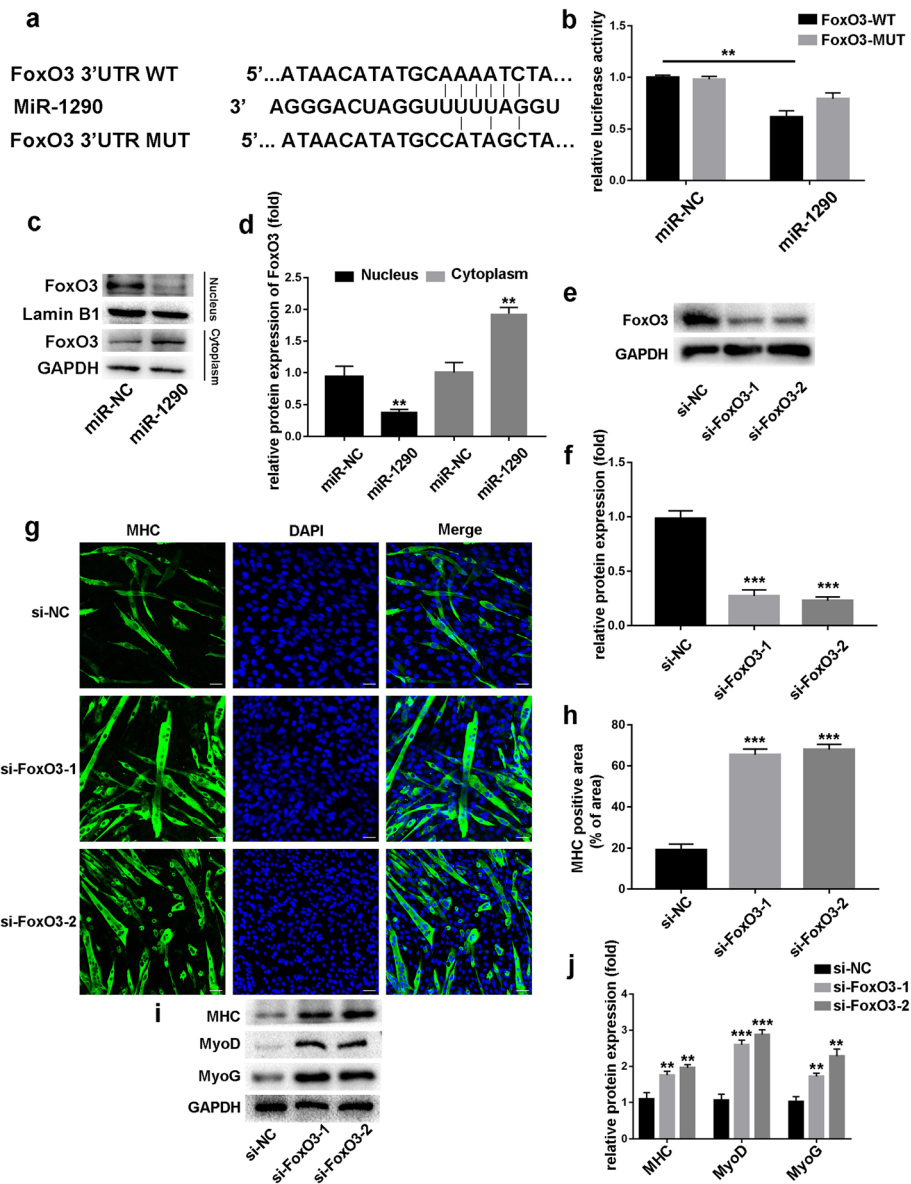 a
FoxO3 3’UTR WT 5’...ATAACATATGCAAAATCTA...
MiR-1290 3’ AGGGACUAGGUUUUUAGGU
FoxO3 3’UTR MUT 5’... ATAACATATGCCATAGCTA...
b
FoxO3-WT
FoxO3-MUT
relative luciferase activity
1.5
1.0
0.5
0.0
**
miR-NC
miR-1290
c
FoxO3
Lamin B1
FoxO3
GAPDH
Nucleus
Cytoplasm
miR-NC
miR-1290
d
relative protein expression of FoxO3 (fold)
Nucleus
Cytoplasm
2.5
2.0
1.5
1.0
0.5
0.0
**
**
miR-NC
miR-1290
miR-NC
miR-1290
e
FoxO3
GAPDH
si-NC
si-FoxO3-1
si-FoxO3-2
f
relative protein expression (fold)
1.5
1.0
0.5
0.0
***
***
si-NC
si-FoxO3-1
si-FoxO3-2
g
MHC DAPI Merge
si-NC
si-FoxO3-1
si-FoxO3-2
h
MHC positive area
(% of area)
80
60
40
20
0
***
***
si-NC
si-FoxO3-1
si-FoxO3-2
i
MHC
MyoD
MyoG
GAPDH
si-NC
si-FoxO3-1
si-FoxO3-2
j
si-NC
si-FoxO3-1
si-FoxO3-2
relative protein expression (fold)
4
3
2
1
0
**
**
***
***
**
**
MHC
MyoD
MyoG